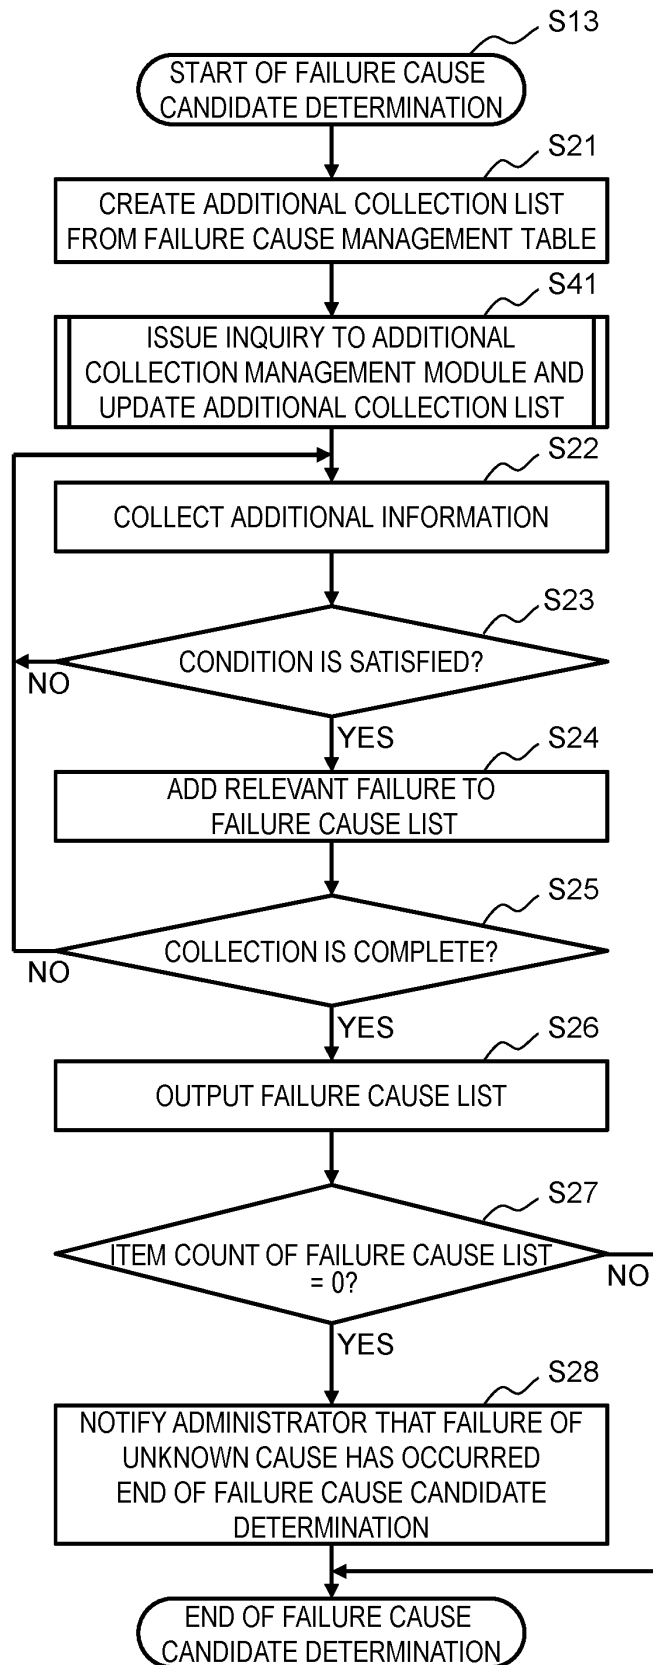 S13
START OF FAILURE CAUSE
CANDIDATE DETERMINATION
S21
CREATE ADDITIONAL COLLECTION LIST
FROM FAILURE CAUSE MANAGEMENT TABLE
S41
ISSUE INQUIRY TO ADDITIONAL
COLLECTION MANAGEMENT MODULE AND
UPDATE ADDITIONAL COLLECTION LIST
S22
COLLECT ADDITIONAL INFORMATION
S23
CONDITION IS SATISFIED?
NO
YES
S24
ADD RELEVANT FAILURE TO
FAILURE CAUSE LIST
S25
COLLECTION IS COMPLETE?
NO
YES
S26
OUTPUT FAILURE CAUSE LIST
S27
ITEM COUNT OF FAILURE CAUSE LIST
= 0?
NO
YES
S28
NOTIFY ADMINISTRATOR THAT FAILURE OF
UNKNOWN CAUSE HAS OCCURRED
END OF FAILURE CAUSE CANDIDATE
DETERMINATION
END OF FAILURE CAUSE
CANDIDATE DETERMINATION